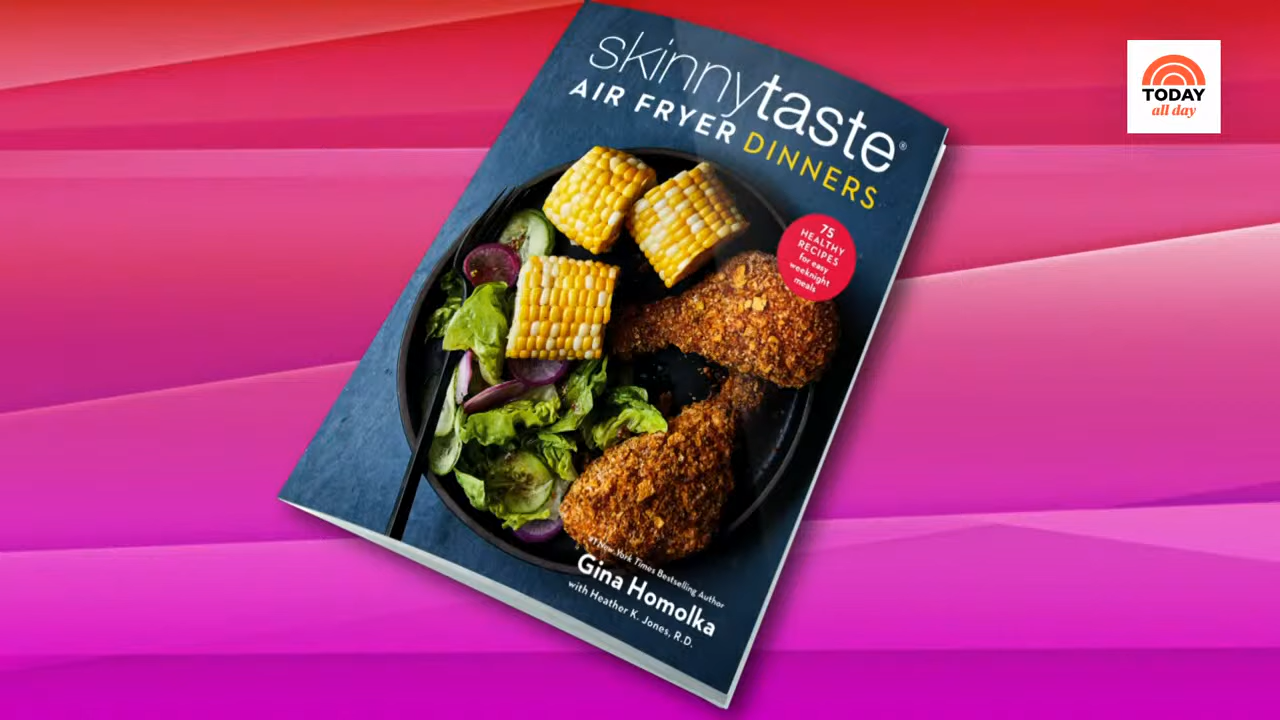 skinnytaste®
AIR FRYER DINNERS
75
HEALTHY
RECIPES
for easy
weeknight
meals
#1 New York Times Bestselling Author
Gina Homolka
with Heather K. Jones, R.D.
TODAY
all day